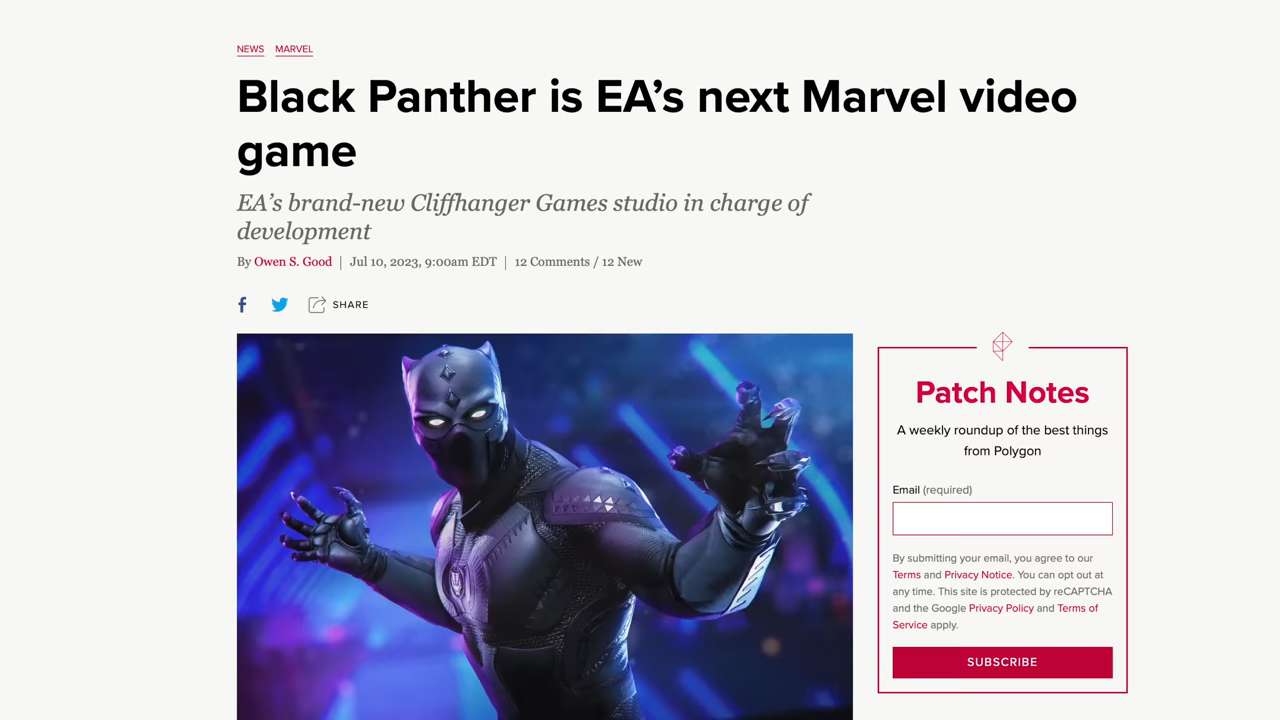 NEWS MARVEL
Black Panther is EA’s next Marvel video
game
EA’s brand-new Cliffhanger Games studio in charge of
development
By Owen S. Good | Jul 10, 2023, 9:00am EDT | 12 Comments / 12 New
SHARE
Patch Notes
A weekly roundup of the best things
from Polygon
Email (required)
By submitting your email, you agree to our
Terms and Privacy Notice. You can opt out at
any time. This site is protected by reCAPTCHA
and the Google Privacy Policy and Terms of
Service apply.
SUBSCRIBE